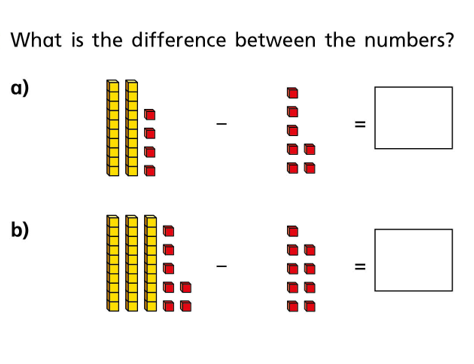 What is the difference between the numbers?
a)
− =
b)
− =